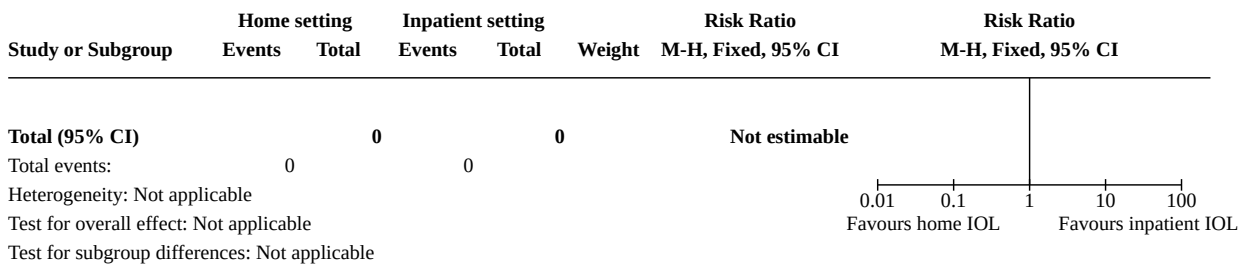 Home setting Inpatient setting Risk Ratio Risk Ratio
Study or Subgroup Events Total Events Total Weight M-H, Fixed, 95% CI M-H, Fixed, 95% CI
Total (95% CI) 0 0 Not estimable
Total events: 0 0
Heterogeneity: Not applicable
0.01 0.1 1 10 100
Test for overall effect: Not applicable Favours home IOL Favours inpatient IOL
Test for subgroup differences: Not applicable